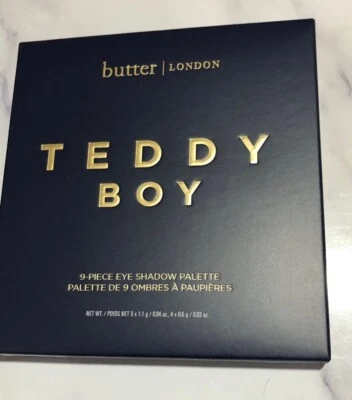 butter | LONDON
TEDDY
BOY
9-PIECE EYE SHADOW PALETTE
PALETTE DE 9 OMBRES À PAUPIÈRES
NET WT. / POIDS NET 5 x 1.1 g / 0.04 oz, 4 x 0.6 g / 0.02 oz.